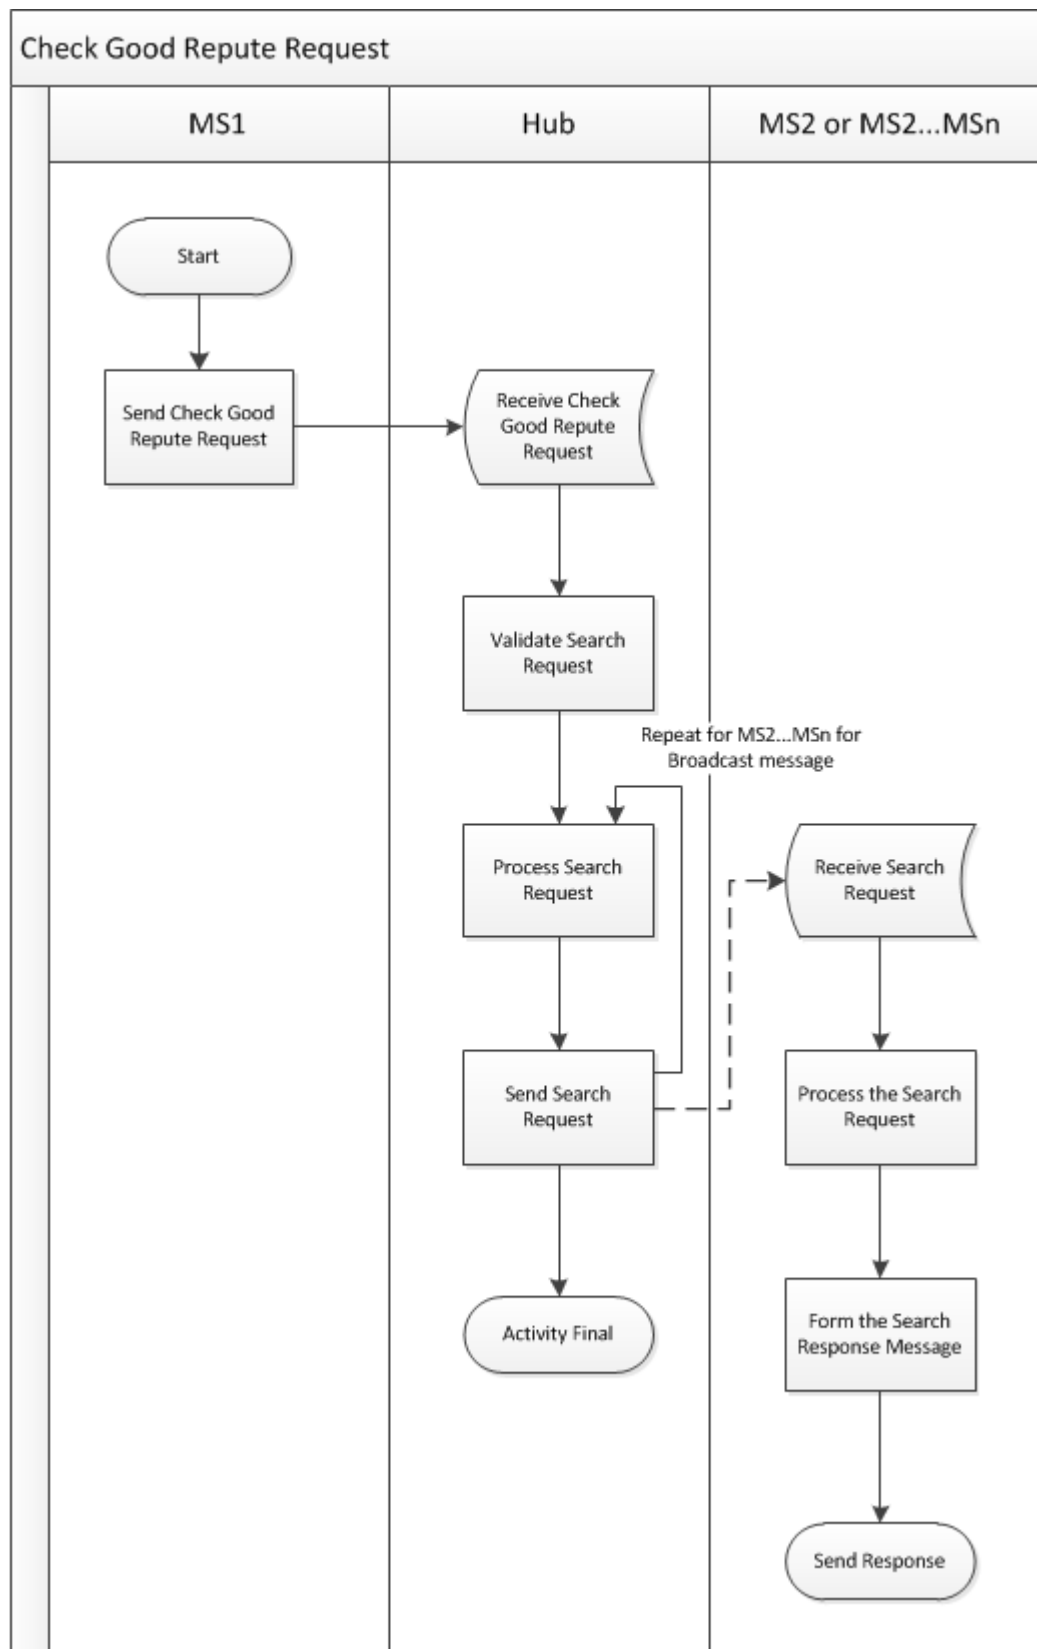 Check Good Repute Request
MS1
Hub
MS2 or MS2...MSn
Start
Send Check Good
Repute Request
Receive Check
Good Repute
Request
Validate Search
Request
Repeat for MS2...MSn for
Broadcast message
Process Search
Request
Receive Search
Request
Send Search
Request
Process the Search
Request
Activity Final
Form the Search
Response Message
Send Response